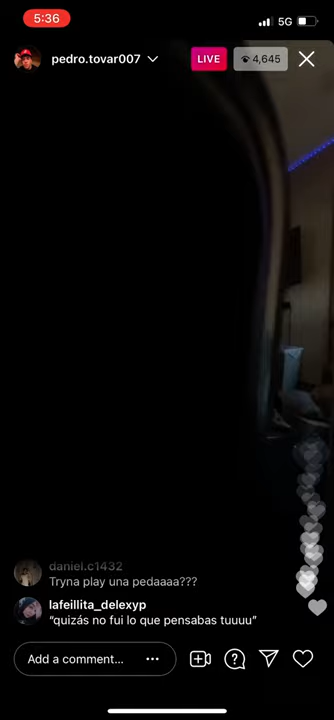 5:36
5G
pedro.tovar007
LIVE
4,645
daniel.c1432
Tryna play una pedaaaa???
lafeillita_delexyp
“quizás no fui lo que pensabas tuuuu”
Add a comment...